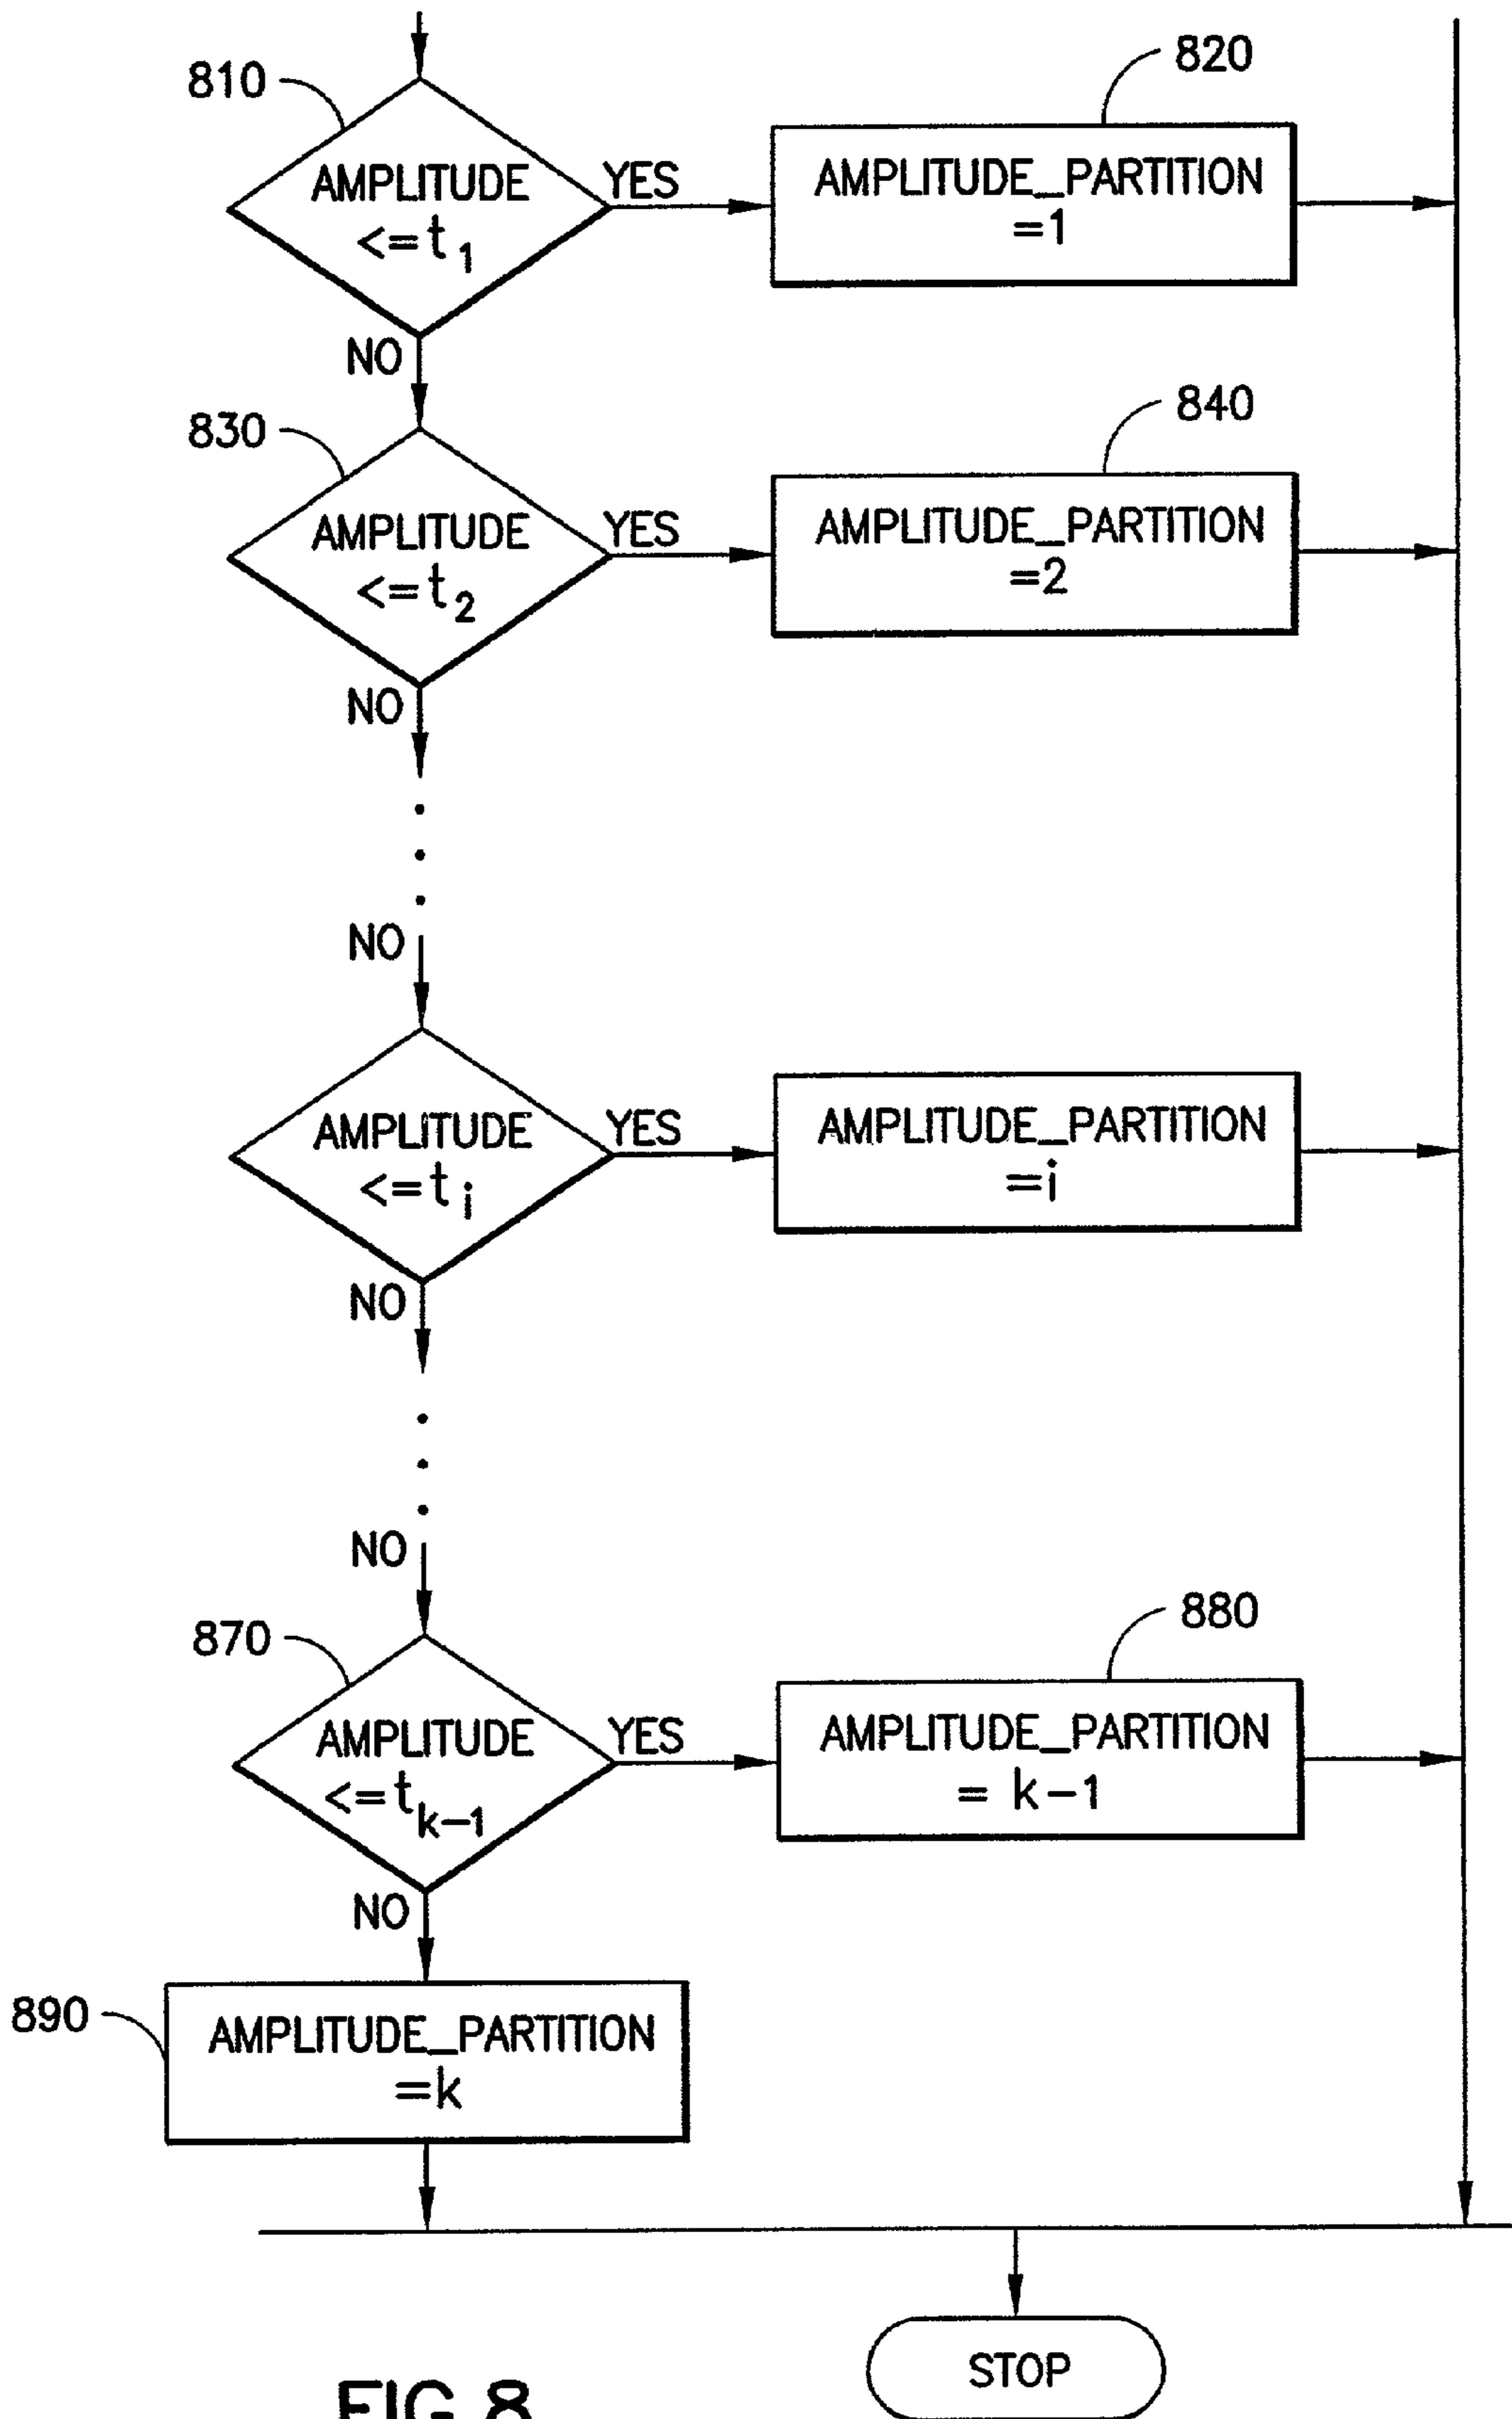 810
820
AMPLITUDE
<=t1
YES
AMPLITUDE_PARTITION
=1
NO
830
840
AMPLITUDE
<=t2
YES
AMPLITUDE_PARTITION
=2
NO
NO
AMPLITUDE
<=ti
YES
AMPLITUDE_PARTITION
=i
NO
NO
870
880
AMPLITUDE
<=tk-1
YES
AMPLITUDE_PARTITION
= k-1
NO
890
AMPLITUDE_PARTITION
=k
STOP
FIG.8